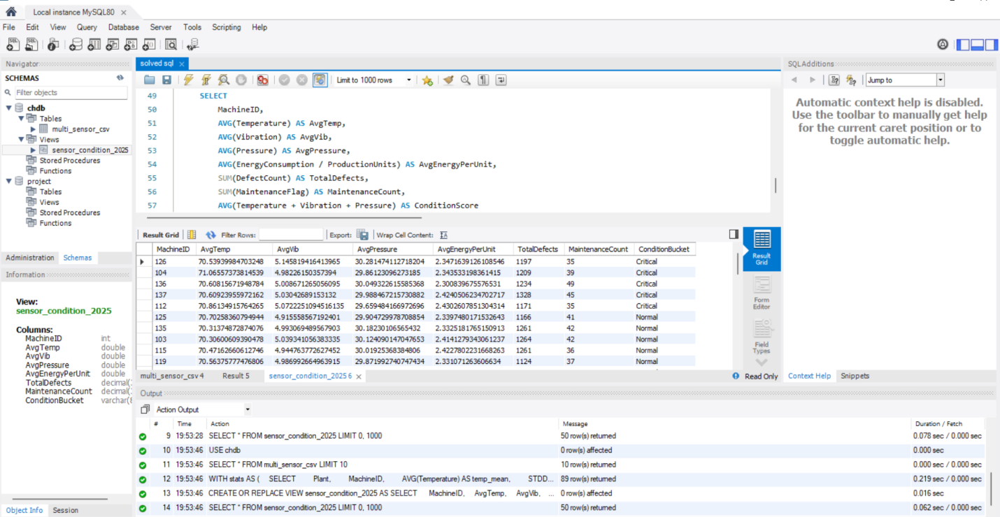 Local instance MySQL80 ×
File Edit View Query Database Server Tools Scripting Help
Navigator
SCHEMAS
Filter objects
chdb
Tables
multi_sensor_csv
Views
sensor_condition_2025
Stored Procedures
Functions
project
Tables
Views
Stored Procedures
Functions
Administration Schemas
Information
View:
sensor_condition_2025
Columns:
MachineID int
AvgTemp double
AvgVib double
AvgPressure double
AvgEnergyPerUnit double
TotalDefects decimal(
MaintenanceCount decimal(
ConditionBucket varchar(
Object Info Session
solved sql ×
Limit to 1000 rows
49 SELECT
50 MachineID,
51 AVG(Temperature) AS AvgTemp,
52 AVG(Vibration) AS AvgVib,
53 AVG(Pressure) AS AvgPressure,
54 AVG(EnergyConsumption / ProductionUnits) AS AvgEnergyPerUnit,
55 SUM(DefectCount) AS TotalDefects,
56 SUM(MaintenanceFlag) AS MaintenanceCount,
57 AVG(Temperature + Vibration + Pressure) AS ConditionScore
Result Grid Filter Rows: Export: Wrap Cell Content:
MachineID AvgTemp AvgVib AvgPressure AvgEnergyPerUnit TotalDefects MaintenanceCount ConditionBucket
126 70.53939984703248 5.145819416413965 30.281474112718204 2.3471639126108546 1197 35 Critical
104 71.06557373814539 4.98226150357394 29.86123096273185 2.343533198361415 1209 39 Critical
136 70.60815671948784 5.008671265056095 30.049322615585368 2.300839675576531 1234 49 Critical
137 70.60923955972162 5.03042689153132 29.988467215730882 2.4240506234702717 1328 45 Critical
112 70.86134915764265 5.0722251094516135 29.659484166972696 2.4302607851304314 1171 35 Critical
125 70.70258360794944 4.915558567192401 29.904729978708854 2.3397480171532643 1166 41 Normal
135 70.31374872874076 4.993069489567903 30.18230106565432 2.3325181765150913 1261 42 Normal
103 70.30600609390478 5.039341056383335 30.124090147047653 2.4141279343061237 1264 42 Normal
115 70.47162660612746 4.944763772627452 30.01925368384806 2.4227802231668263 1261 36 Normal
119 70.56375777476806 4.986992664963915 29.871992740747434 2.331071263606634 1124 37 Normal
Result Grid
Form Editor
Field Types
multi_sensor_csv 4 Result 5 sensor_condition_2025 6 × Read Only
Output
Action Output
# Time Action Message Duration / Fetch
9 19:53:28 SELECT * FROM sensor_condition_2025 LIMIT 0, 1000 50 row(s) returned 0.078 sec / 0.000 sec
10 19:53:46 USE chdb 0 row(s) affected 0.000 sec
11 19:53:46 SELECT * FROM multi_sensor_csv LIMIT 10 10 row(s) returned 0.000 sec / 0.000 sec
12 19:53:46 WITH stats AS ( SELECT Plant, MachineID, AVG(Temperature) AS temp_mean, STDD... 89 row(s) returned 0.219 sec / 0.000 sec
13 19:53:46 CREATE OR REPLACE VIEW sensor_condition_2025 AS SELECT MachineID, AvgTemp, AvgVib, ... 0 row(s) affected 0.016 sec
14 19:53:46 SELECT * FROM sensor_condition_2025 LIMIT 0, 1000 50 row(s) returned 0.062 sec / 0.000 sec
SQLAdditions
Jump to
Automatic context help is disabled.
Use the toolbar to manually get help
for the current caret position or to
toggle automatic help.
Context Help Snippets